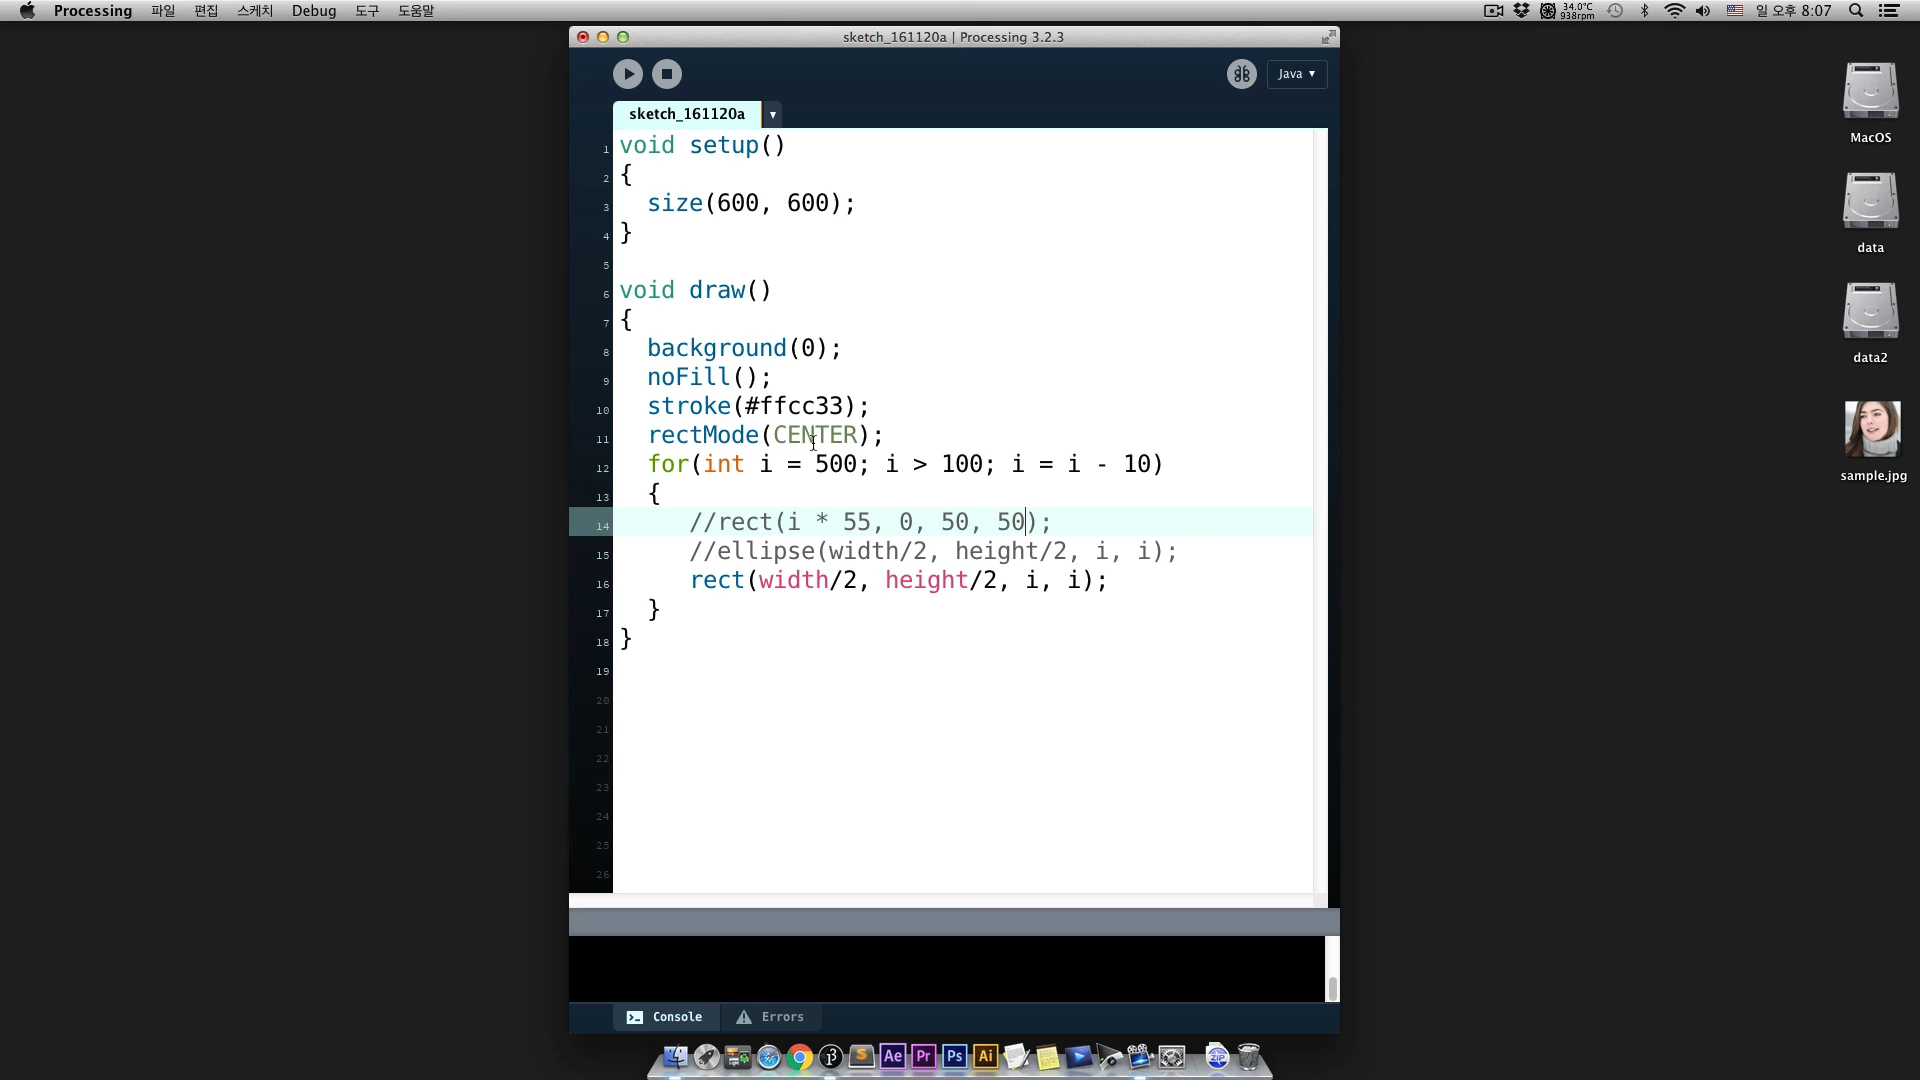 Processing 파일 편집 스케치 Debug 도구 도움말 34.0°C 938rpm 일 오후 8:07
sketch_161120a | Processing 3.2.3
Java ▾
sketch_161120a ▾
1 void setup()
2 {
3 size(600, 600);
4 }
5
6 void draw()
7 {
8 background(0);
9 noFill();
10 stroke(#ffcc33);
11 rectMode(CENTER);
12 for(int i = 500; i > 100; i = i - 10)
13 {
14 //rect(i * 55, 0, 50, 50);
15 //ellipse(width/2, height/2, i, i);
16 rect(width/2, height/2, i, i);
17 }
18 }
19
20
21
22
23
24
25
26
Console Errors
MacOS
data
data2
sample.jpg
S Ae Pr Ps Ai ZIP